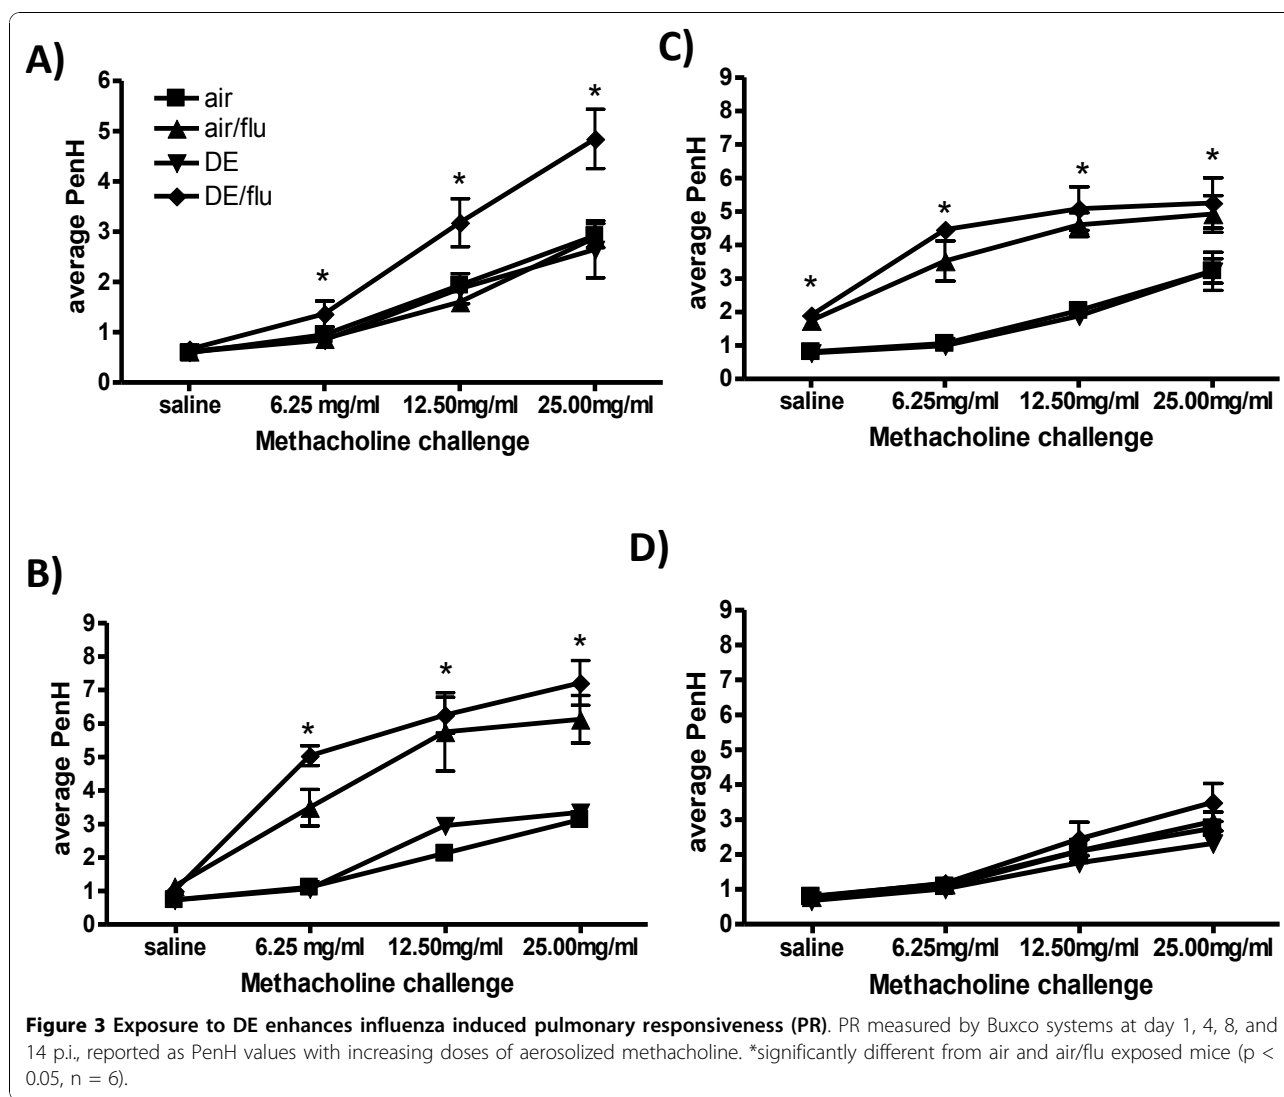 A)
6
5
4
3
2
1
0
average PenH
air
air/flu
DE
DE/flu
*
*
*
saline
6.25 mg/ml
12.50mg/ml
25.00mg/ml
Methacholine challenge
C)
9
8
7
6
5
4
3
2
1
0
average PenH
*
*
*
*
saline
6.25mg/ml
12.50mg/ml
25.00mg/ml
Methacholine challenge
B)
9
8
7
6
5
4
3
2
1
0
average PenH
*
*
*
saline
6.25 mg/ml
12.50mg/ml
25.00mg/ml
Methacholine challenge
D)
9
8
7
6
5
4
3
2
1
0
average PenH
saline
6.25mg/ml
12.50mg/ml
25.00mg/ml
Methacholine challenge
Figure 3 Exposure to DE enhances influenza induced pulmonary responsiveness (PR). PR measured by Buxco systems at day 1, 4, 8, and
14 p.i., reported as PenH values with increasing doses of aerosolized methacholine. *significantly different from air and air/flu exposed mice (p <
0.05, n = 6).